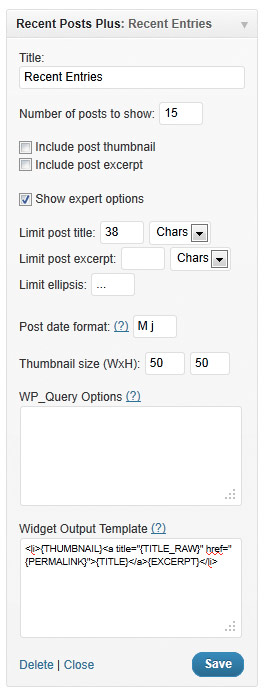 Recent Posts Plus: Recent Entries
Title:
Recent Entries
Number of posts to show: 15
Include post thumbnail
Include post excerpt
Show expert options
Limit post title: 38 Chars
Limit post excerpt: Chars
Limit ellipsis: ...
Post date format: (?) M j
Thumbnail size (WxH): 50 50
WP_Query Options (?)
Widget Output Template (?)
<li>{THUMBNAIL}<a title="{TITLE_RAW}" href="
{PERMALINK}">{TITLE}</a>{EXCERPT}</li>
Delete | Close Save